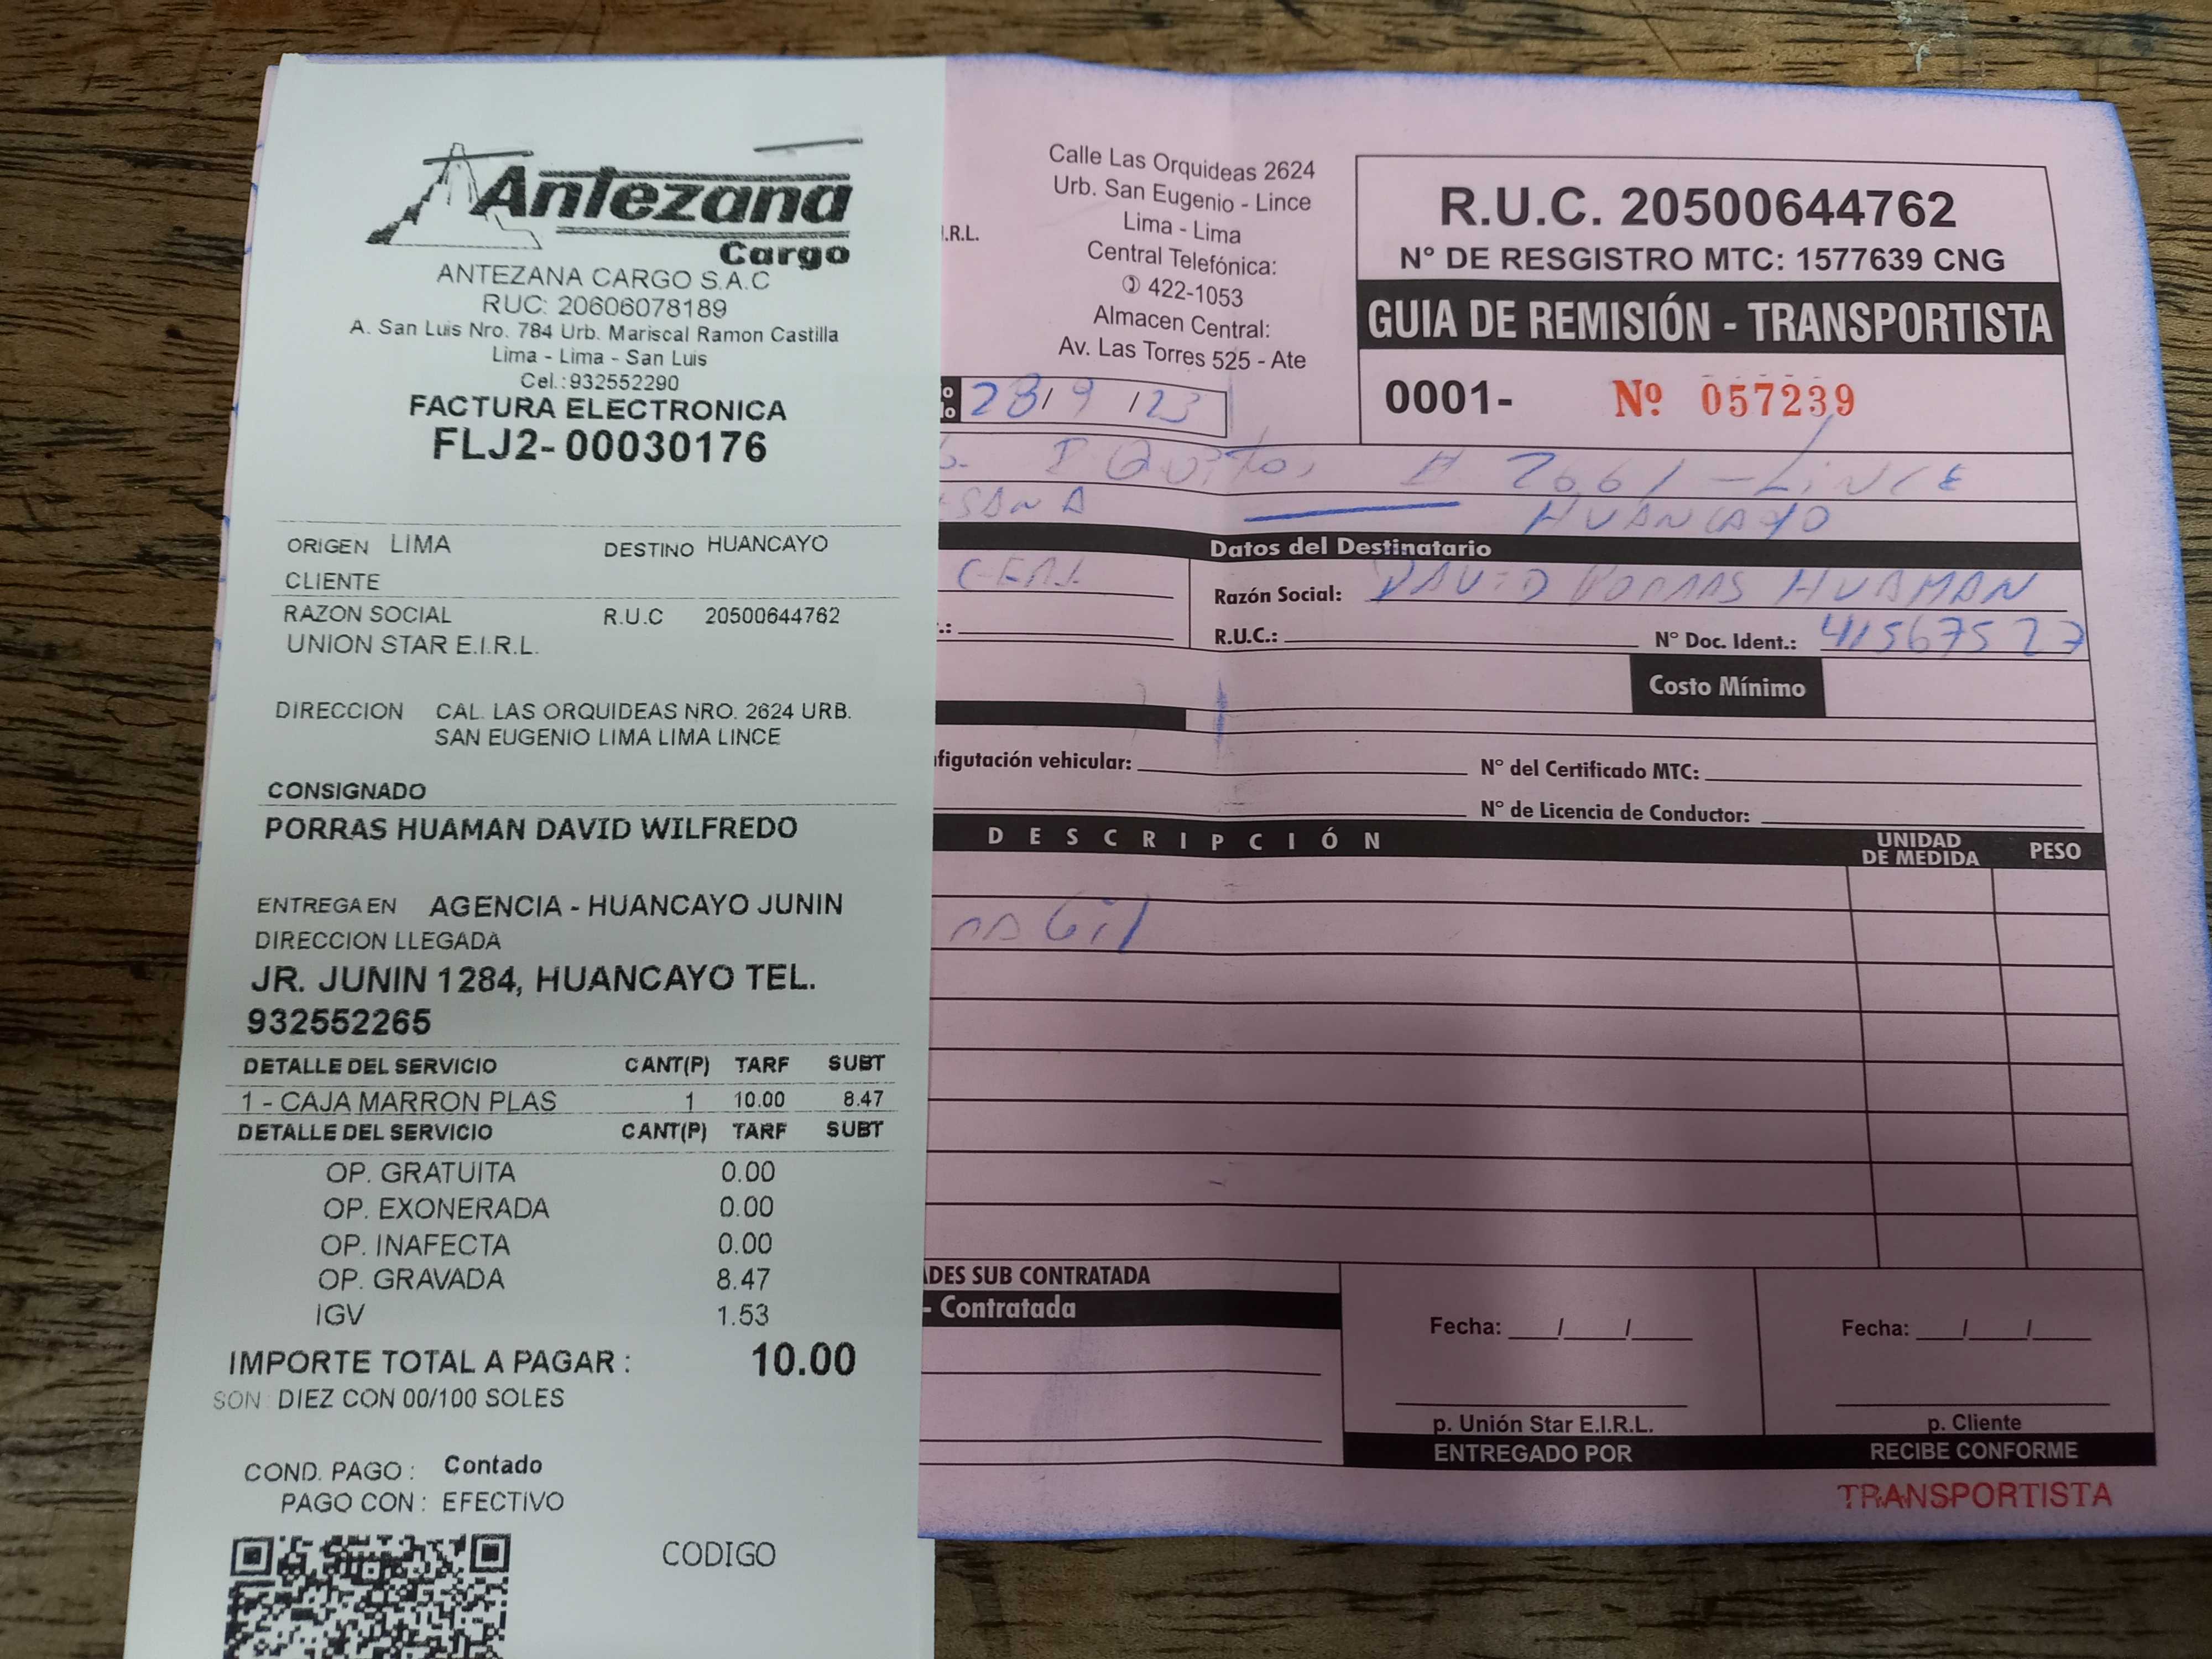 Antezana
Cargo
ANTEZANA CARGO S.A.C
RUC: 20606078189
A. San Luis Nro. 784 Urb. Mariscal Ramon Castilla
Lima - Lima - San Luis
Cel.:932552290
FACTURA ELECTRONICA
FLJ2-00030176
ORIGEN LIMA DESTINO HUANCAYO
CLIENTE
RAZON SOCIAL R.U.C 20500644762
UNION STAR E.I.R.L.
DIRECCION CAL. LAS ORQUIDEAS NRO. 2624 URB.
SAN EUGENIO LIMA LIMA LINCE
CONSIGNADO
PORRAS HUAMAN DAVID WILFREDO
ENTREGA EN AGENCIA - HUANCAYO JUNIN
DIRECCION LLEGADA
JR. JUNIN 1284, HUANCAYO TEL.
932552265
DETALLE DEL SERVICIO CANT(P) TARF SUBT
1 - CAJA MARRON PLAS 1 10.00 8.47
DETALLE DEL SERVICIO CANT(P) TARF SUBT
OP. GRATUITA 0.00
OP. EXONERADA 0.00
OP. INAFECTA 0.00
OP. GRAVADA 8.47
IGV 1.53
IMPORTE TOTAL A PAGAR : 10.00
SON: DIEZ CON 00/100 SOLES
COND. PAGO : Contado
PAGO CON : EFECTIVO
CODIGO
.R.L.
Calle Las Orquideas 2624
Urb. San Eugenio - Lince
Lima - Lima
Central Telefónica:
422-1053
Almacen Central:
Av. Las Torres 525 - Ate
28/9/23
R.U.C. 20500644762
N° DE RESGISTRO MTC: 1577639 CNG
GUIA DE REMISIÓN - TRANSPORTISTA
0001- Nº 057239
IQuitos # 2661 - LiNCE
SANA HUANCAYO
Datos del Destinatario
Razón Social: DAViD PORRAS HUAMAN
R.U.C.: N° Doc. Ident.: 41567527
Costo Mínimo
figutación vehicular: N° del Certificado MTC:
N° de Licencia de Conductor:
DESCRIPCIÓN UNIDAD DE MEDIDA PESO
Gil
ADES SUB CONTRATADA
- Contratada
Fecha: / / Fecha: / /
p. Unión Star E.I.R.L. p. Cliente
ENTREGADO POR RECIBE CONFORME
TRANSPORTISTA